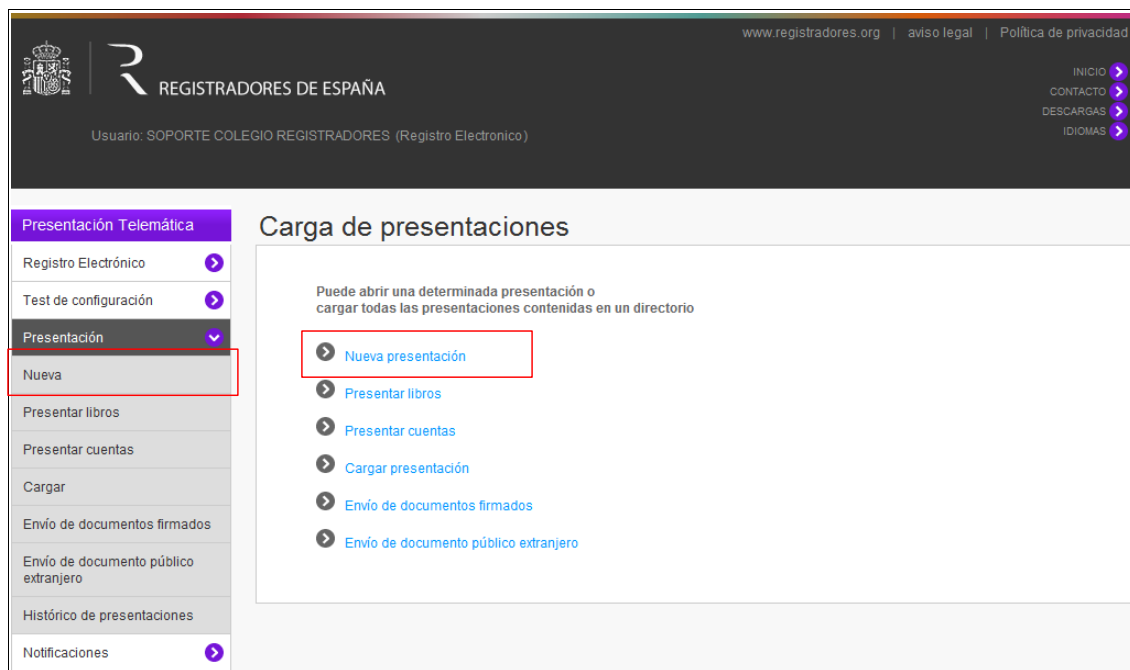 www.registradores.org | aviso legal | Política de privacidad
REGISTRADORES DE ESPAÑA
INICIO
CONTACTO
DESCARGAS
IDIOMAS
Usuario: SOPORTE COLEGIO REGISTRADORES (Registro Electronico)
Presentación Telemática
Registro Electrónico
Test de configuración
Presentación
Nueva
Presentar libros
Presentar cuentas
Cargar
Envío de documentos firmados
Envío de documento público
extranjero
Histórico de presentaciones
Notificaciones
Carga de presentaciones
Puede abrir una determinada presentación o
cargar todas las presentaciones contenidas en un directorio
Nueva presentación
Presentar libros
Presentar cuentas
Cargar presentación
Envío de documentos firmados
Envío de documento público extranjero